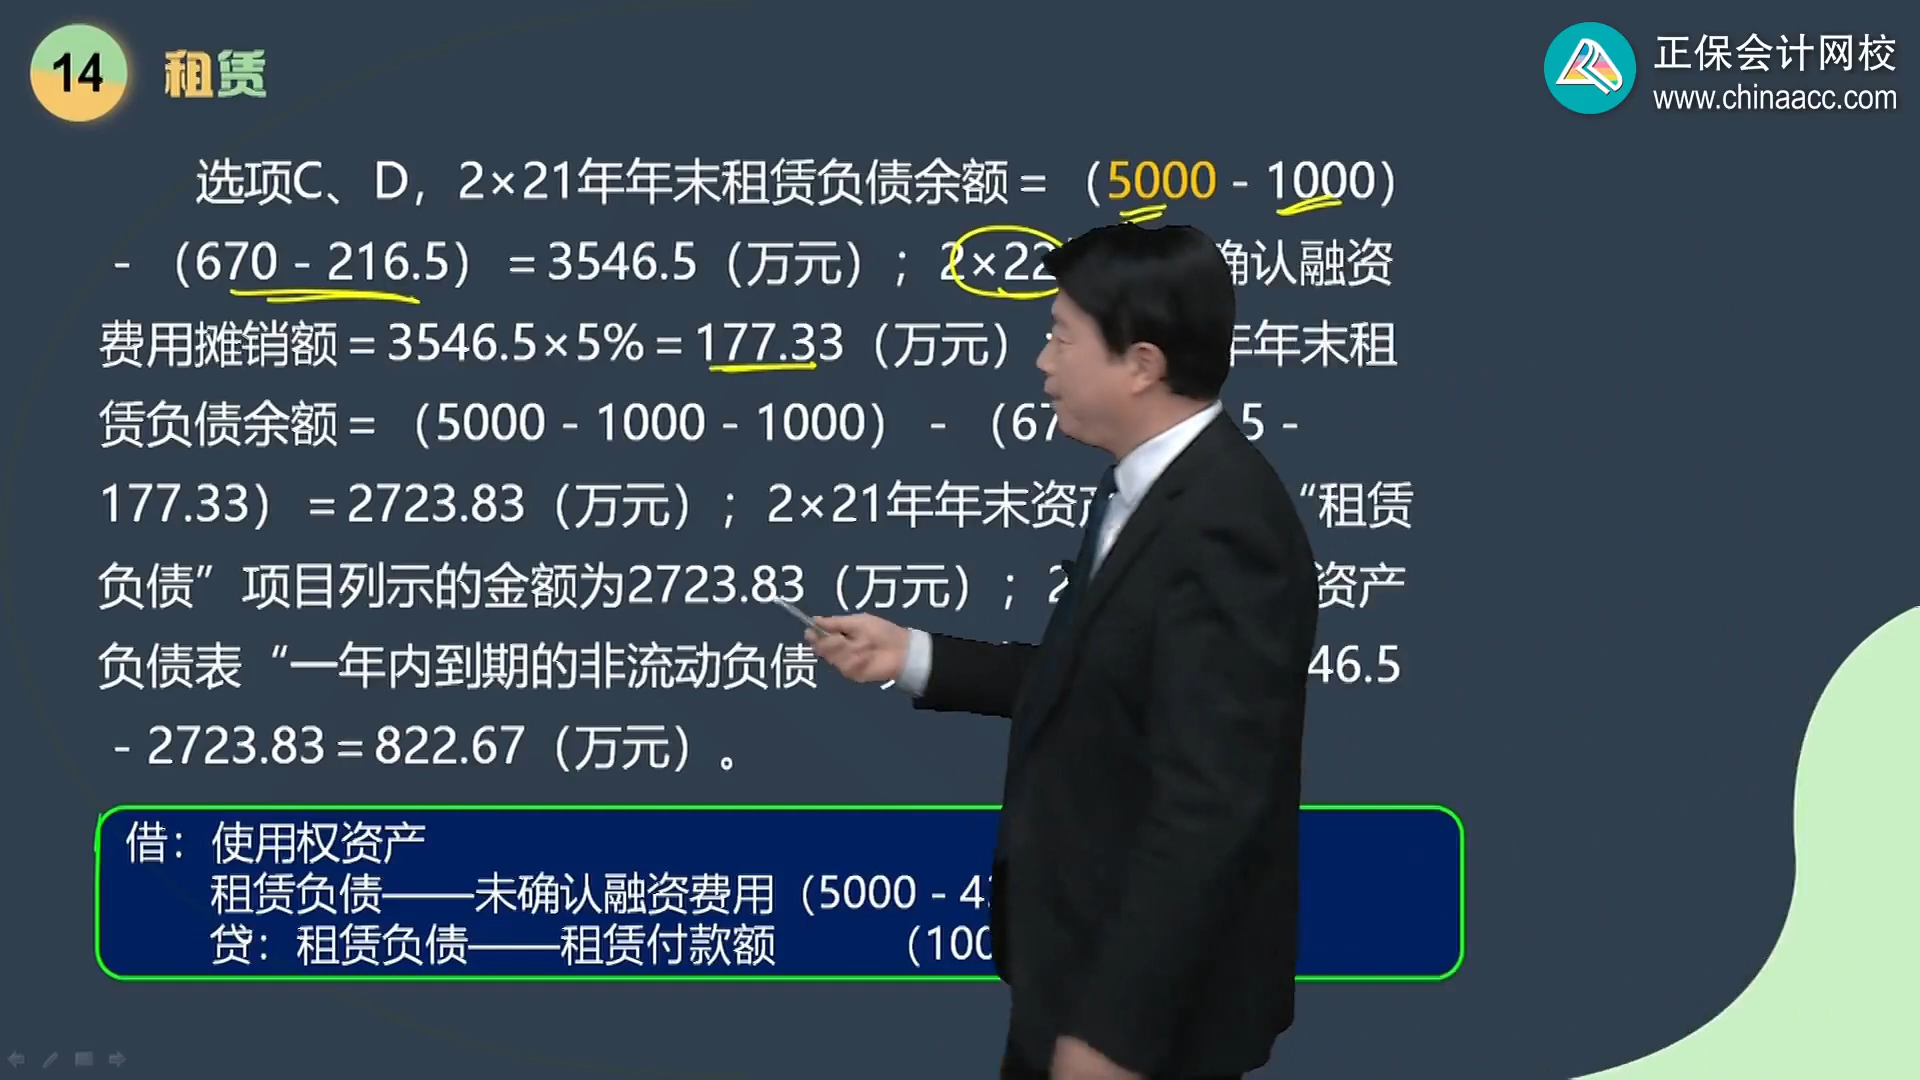 14 租赁
正保会计网校
www.chinaacc.com
选项C、D，2×21年年末租赁负债余额＝（5000－1000）
－（670－216.5）＝3546.5（万元）；2×22 确认融资
费用摊销额＝3546.5×5%＝177.33（万元） 年年末租
赁负债余额＝（5000－1000－1000）－（67 5－
177.33）＝2723.83（万元）；2×21年年末资产 “租赁
负债”项目列示的金额为2723.83（万元）；2 资产
负债表“一年内到期的非流动负债 46.5
－2723.83＝822.67（万元）。
借：使用权资产
租赁负债——未确认融资费用（5000－4
贷：租赁负债——租赁付款额 （100